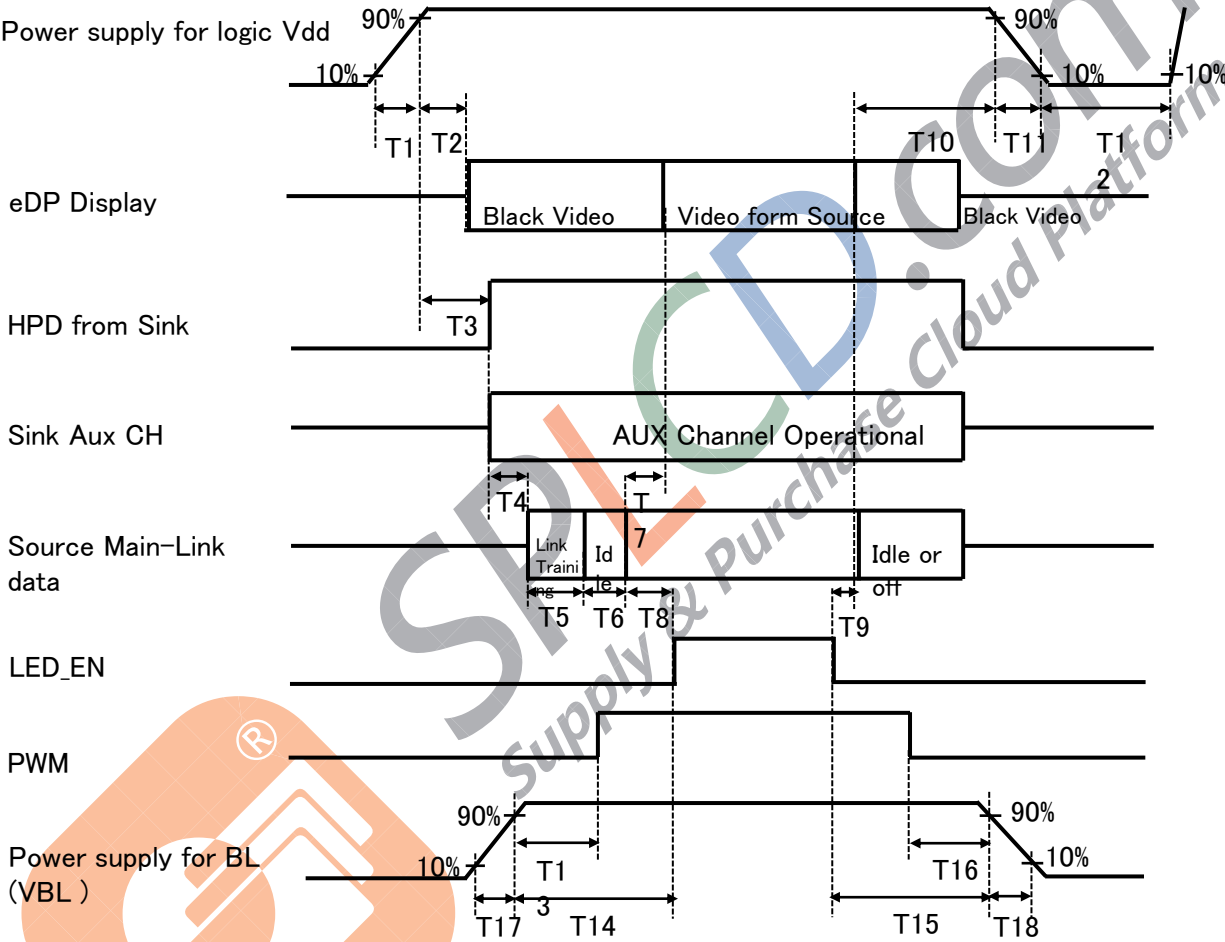 Power supply for logic Vdd
90%
90%
10%
10%
10%
T1
T2
T10
T11
T1
2
eDP Display
Black Video
Video form Source
Black Video
HPD from Sink
T3
Sink Aux CH
AUX Channel Operational
T4
T
7
Source Main-Link
data
Link
Traini
ng
Id
le
Idle or
off
T5
T6
T8
T9
LED_EN
PWM
90%
90%
Power supply for BL
(VBL )
10%
10%
T1
3
T16
T17
T14
T15
T18
SPLCD.com
Supply & Purchase Cloud Platform
®